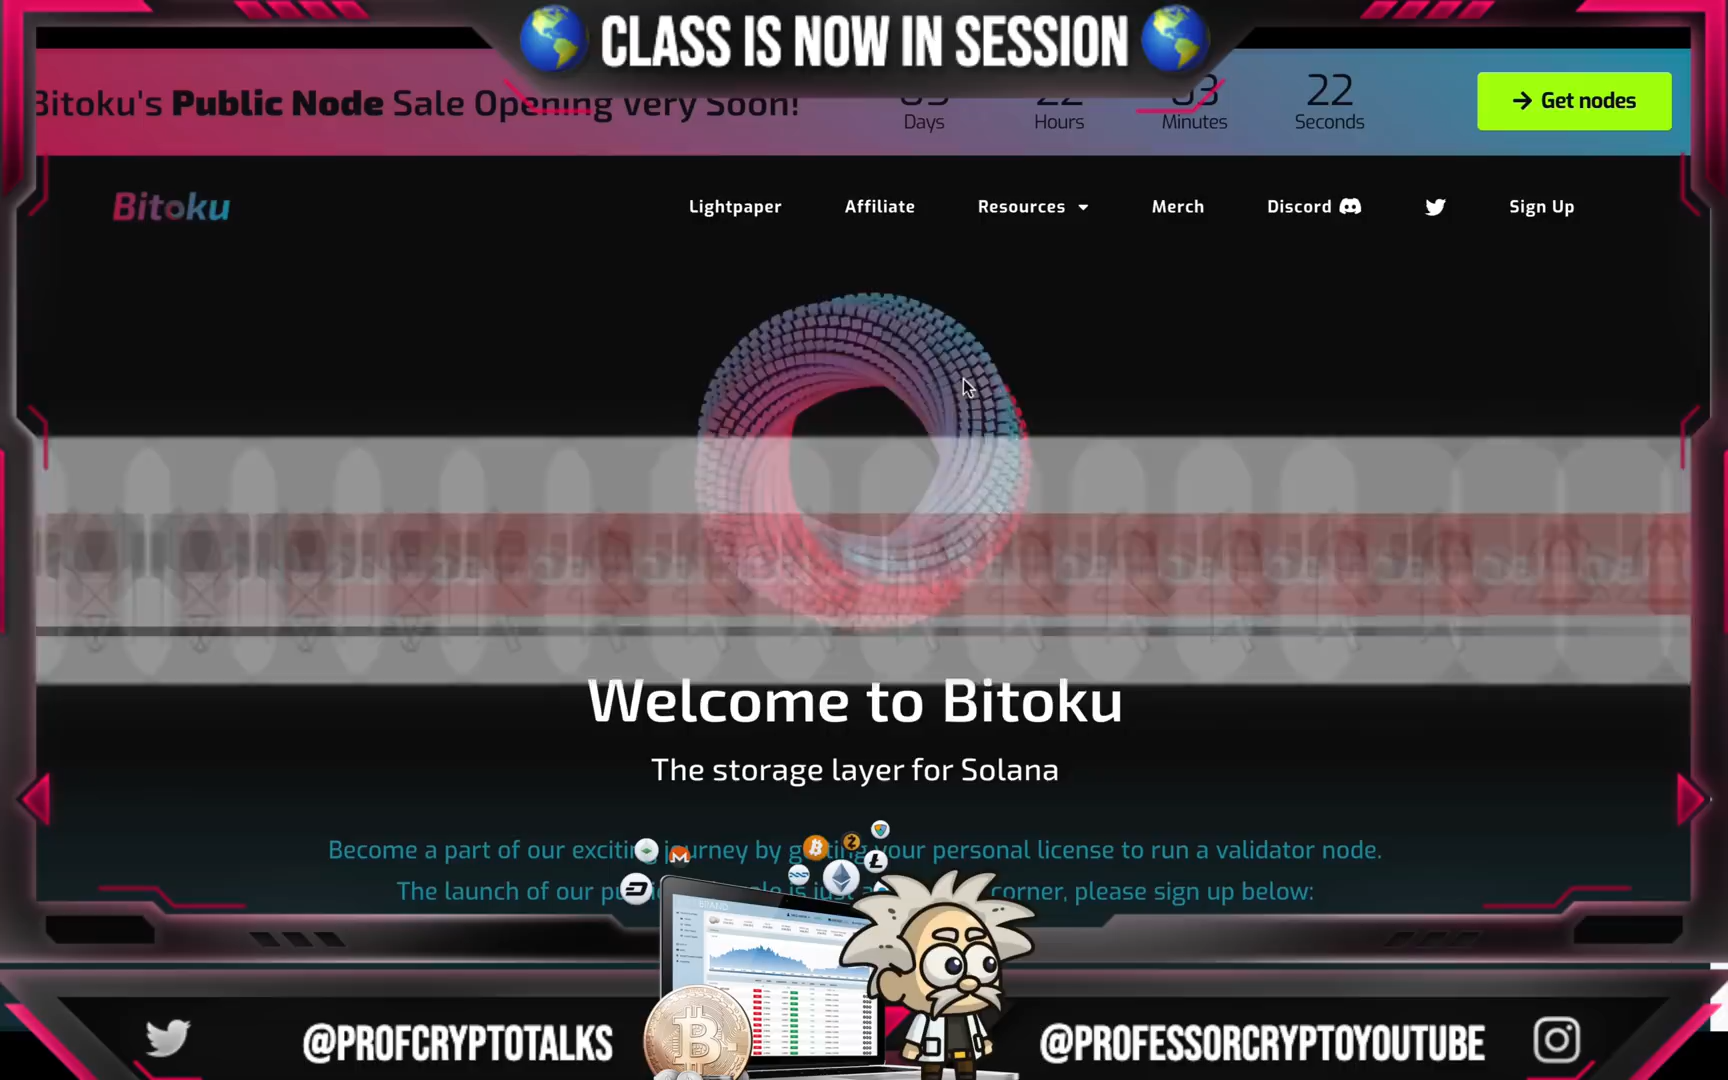 CLASS IS NOW IN SESSION
Bitoku's Public Node Sale Opening Very Soon!
22
Days
Hours
Minutes
Seconds
→ Get nodes
Bitoku
Lightpaper
Affiliate
Resources
Merch
Discord
Sign Up
Welcome to Bitoku
The storage layer for Solana
Become a part of our exciting journey by getting your personal license to run a validator node.
The launch of our just corner, please sign up below:
@PROFCRYPTOTALKS
@PROFESSORCRYPTOYOUTUBE